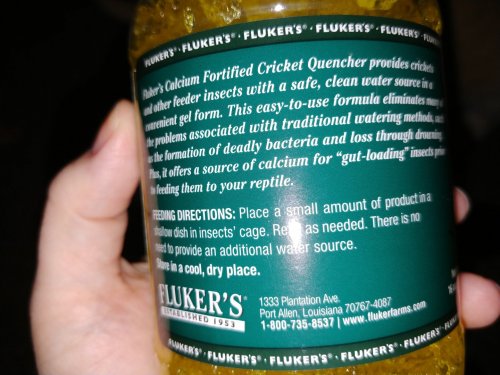 FLUKER'S® · FLUKER'S® · FLUKER'S® · FLUKER'S® · FLUKER'S®
Fluker's Calcium Fortified Cricket Quencher provides crickets
and other feeder insects with a safe, clean water source in a
convenient gel form. This easy-to-use formula eliminates many of
the problems associated with traditional watering methods, such
as the formation of deadly bacteria and loss through drowning.
Plus, it offers a source of calcium for "gut-loading" insects prior
to feeding them to your reptile.
FEEDING DIRECTIONS: Place a small amount of product in a
shallow dish in insects' cage. as needed. There is no
need to provide an additional water source.
Store in a cool, dry place.
FLUKER'S®
ESTABLISHED 1953
1333 Plantation Ave.
Port Allen, Louisiana 70767-4087
1-800-735-8537 | www.flukerfarms.com
FLUKER'S® · FLUKER'S® · FLUKER'S® · FLUKER'S® · FLUKER'S®